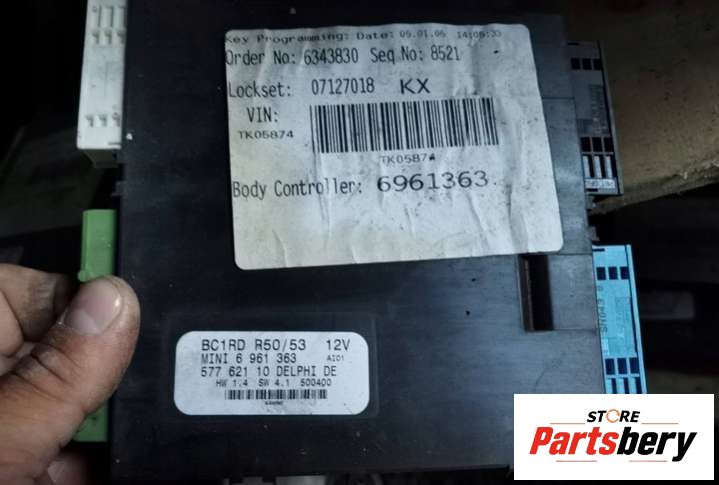 Key Programming: Date: 05.01.06 14:05:33
Order No: 6343830 Seq No: 8521
Lockset: 07127018 KX
VIN:
TK05874
TK05874
Body Controller: 6961363
BC1RD R50/53 12V
MINI 6 961 363 AI01
577 621 10 DELPHI DE
HW 1.4 SW 4.1 500400
STORE
Partsbery